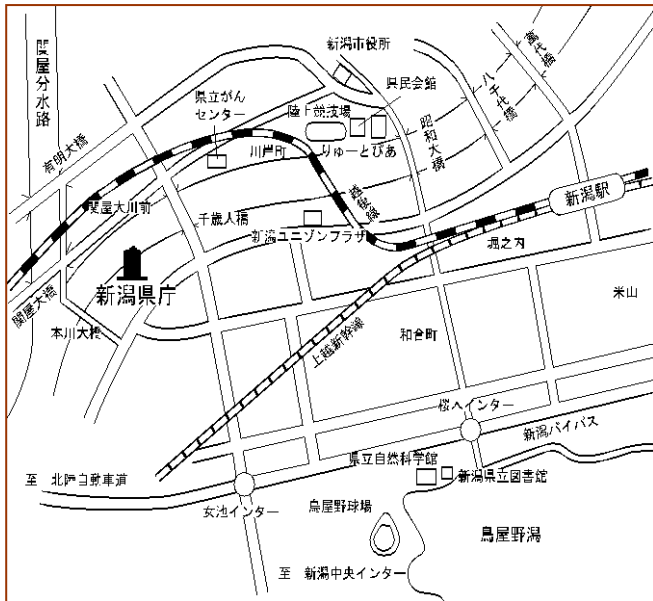 関屋分水路
新潟市役所
萬代橋
八千代橋
昭和大橋
県民会館
陸上競技場
りゅーとぴあ
県立がん
センター
川岸町
有明大橋
越後線
新潟駅
関屋大川前
千歳大橋
新潟ユニゾンプラザ
堀之内
新潟県庁
関屋大橋
本川大橋
米山
上越新幹線
和合町
桜木インター
新潟バイパス
県立自然科学館
新潟県立図書館
至 北陸自動車道
女池インター
鳥屋野球場
鳥屋野潟
至 新潟中央インター